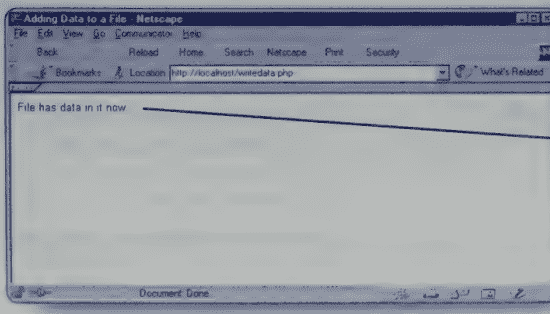 Adding Data to a File - Netscape
File Edit View Go Communicator Help
Back Reload Home Search Netscape Print Security
Bookmarks Location http://localhost/writedata.php What's Related
File has data in it now
Document: Done